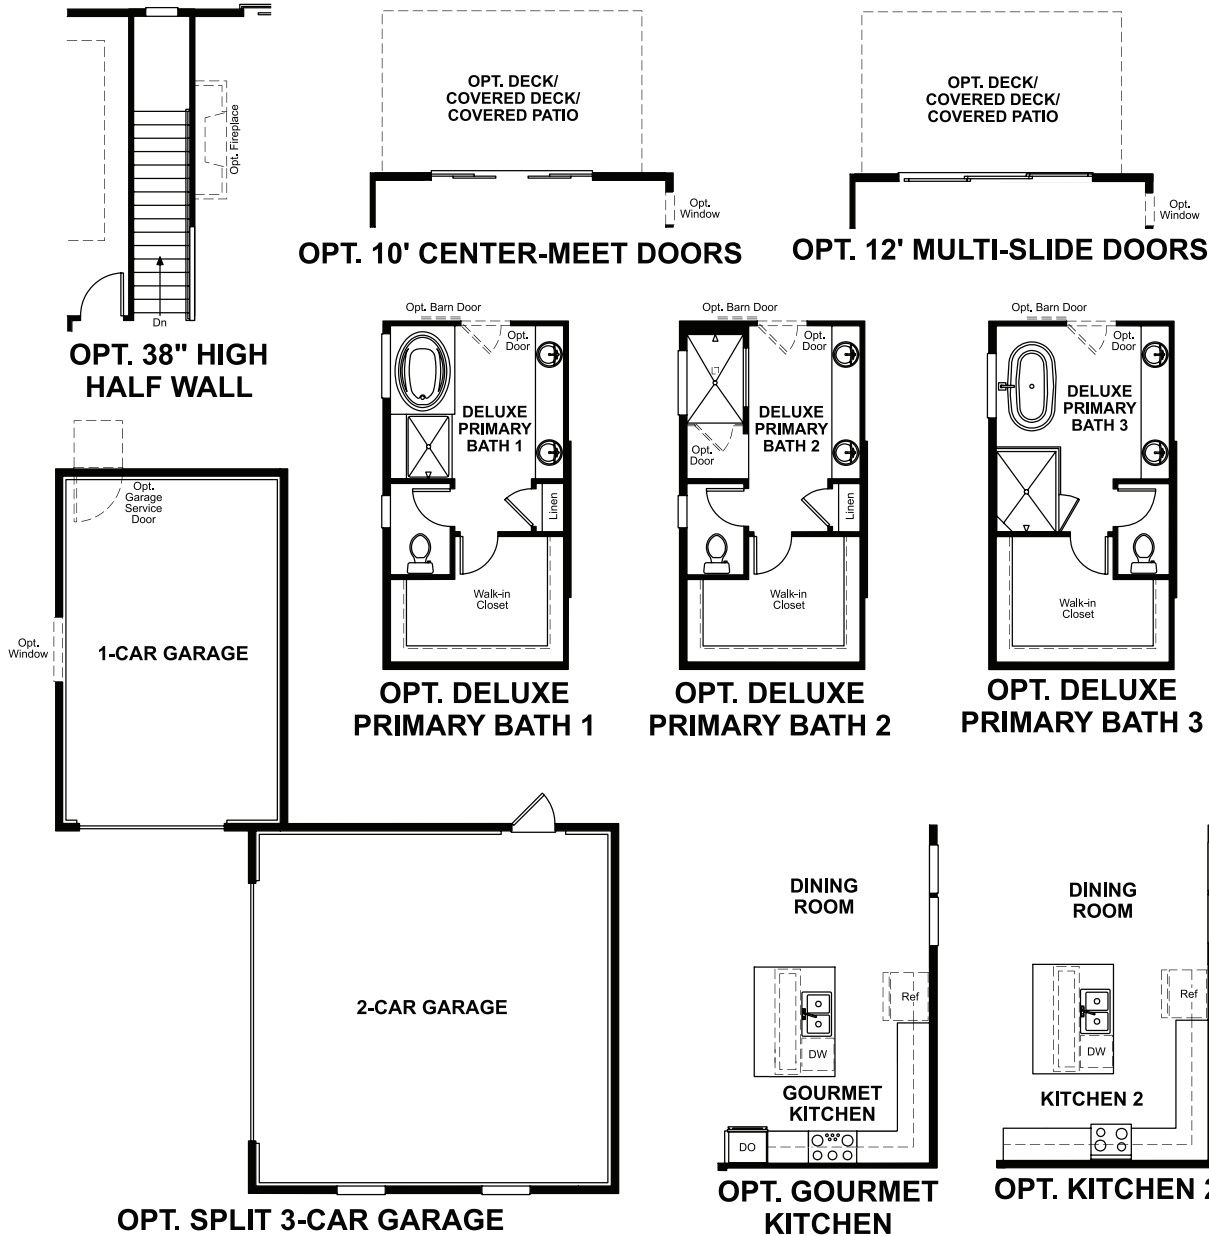 Opt. Fireplace
Dn
OPT. 38" HIGH
HALF WALL
OPT. DECK/
COVERED DECK/
COVERED PATIO
Opt.
Window
OPT. 10' CENTER-MEET DOORS
OPT. DECK/
COVERED DECK/
COVERED PATIO
Opt.
Window
OPT. 12' MULTI-SLIDE DOORS
Opt. Barn Door
Opt.
Door
DELUXE
PRIMARY
BATH 1
Linen
Walk-in
Closet
OPT. DELUXE
PRIMARY BATH 1
Opt. Barn Door
Opt.
Door
DELUXE
PRIMARY
BATH 2
Opt.
Door
Linen
Walk-in
Closet
OPT. DELUXE
PRIMARY BATH 2
Opt. Barn Door
Opt.
Door
DELUXE
PRIMARY
BATH 3
Walk-in
Closet
OPT. DELUXE
PRIMARY BATH 3
Opt.
Garage
Service
Door
Opt.
Window
1-CAR GARAGE
2-CAR GARAGE
OPT. SPLIT 3-CAR GARAGE
DINING
ROOM
Ref
DW
GOURMET
KITCHEN
DO
OPT. GOURMET
KITCHEN
DINING
ROOM
Ref
DW
KITCHEN 2
OPT. KITCHEN 2